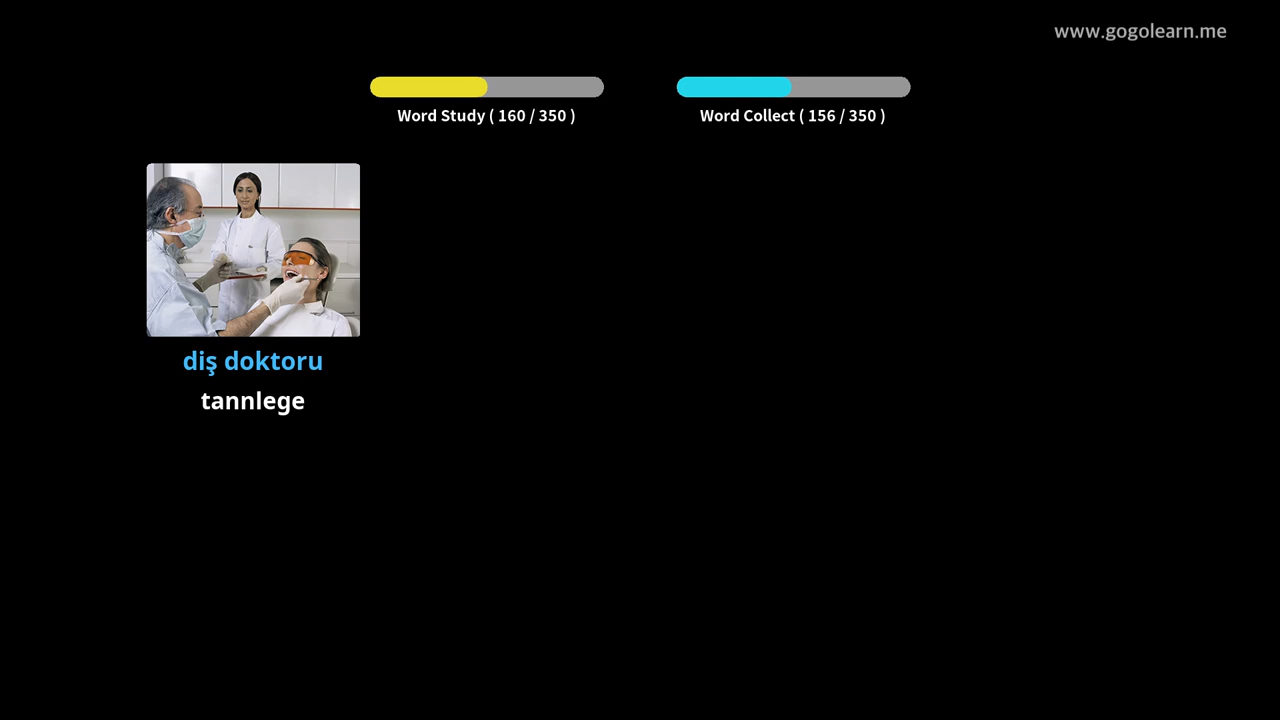 www.gogolearn.me
Word Study ( 160 / 350 )
Word Collect ( 156 / 350 )
diş doktoru
tannlege